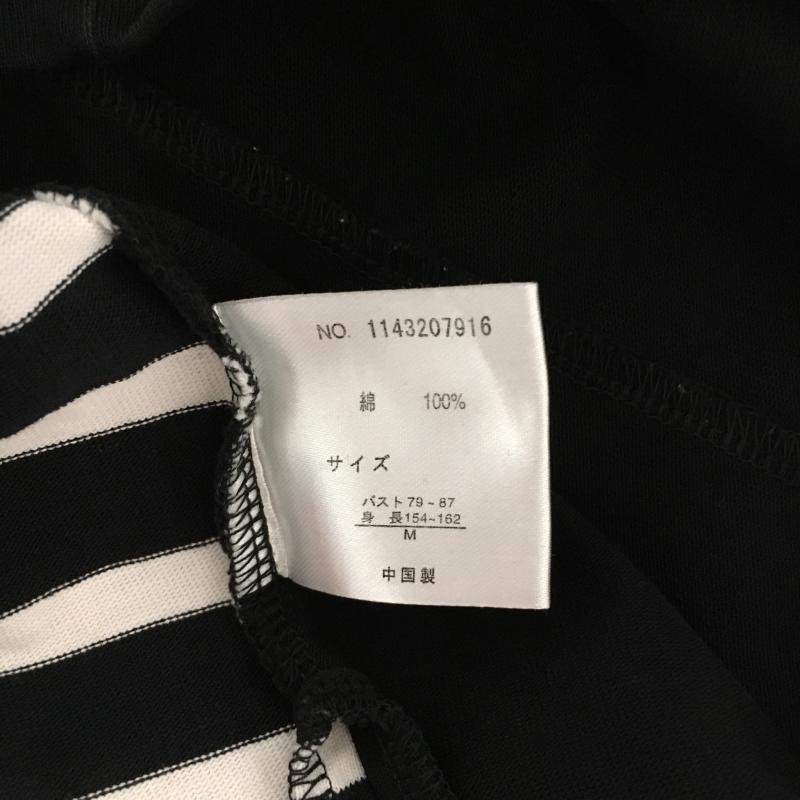 NO. 1143207916
綿 100%
サイズ
バスト79~87
身 長154~162
M
中国製